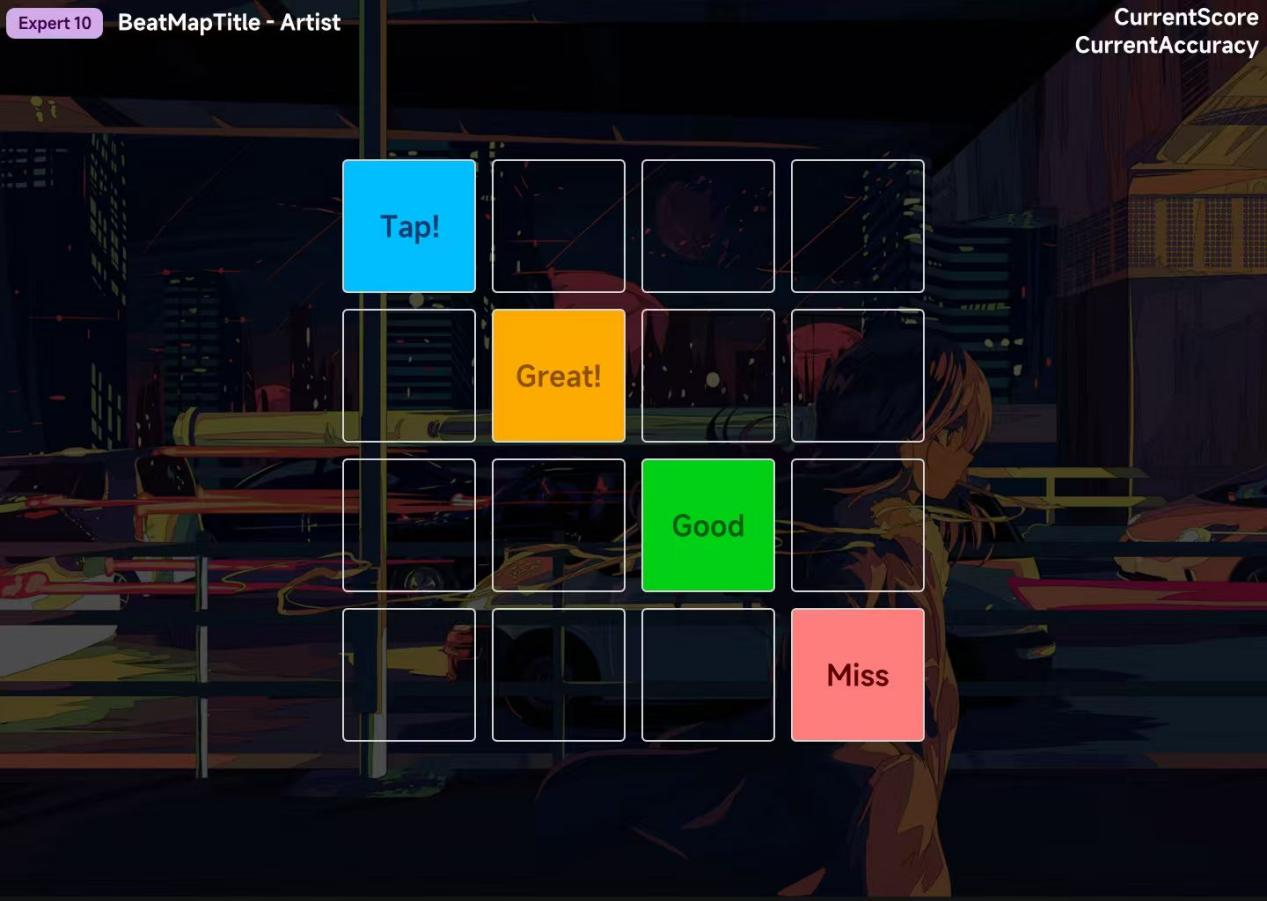 Expert 10 BeatMapTitle - Artist
CurrentScore
CurrentAccuracy
Tap!
Great!
Good
Miss